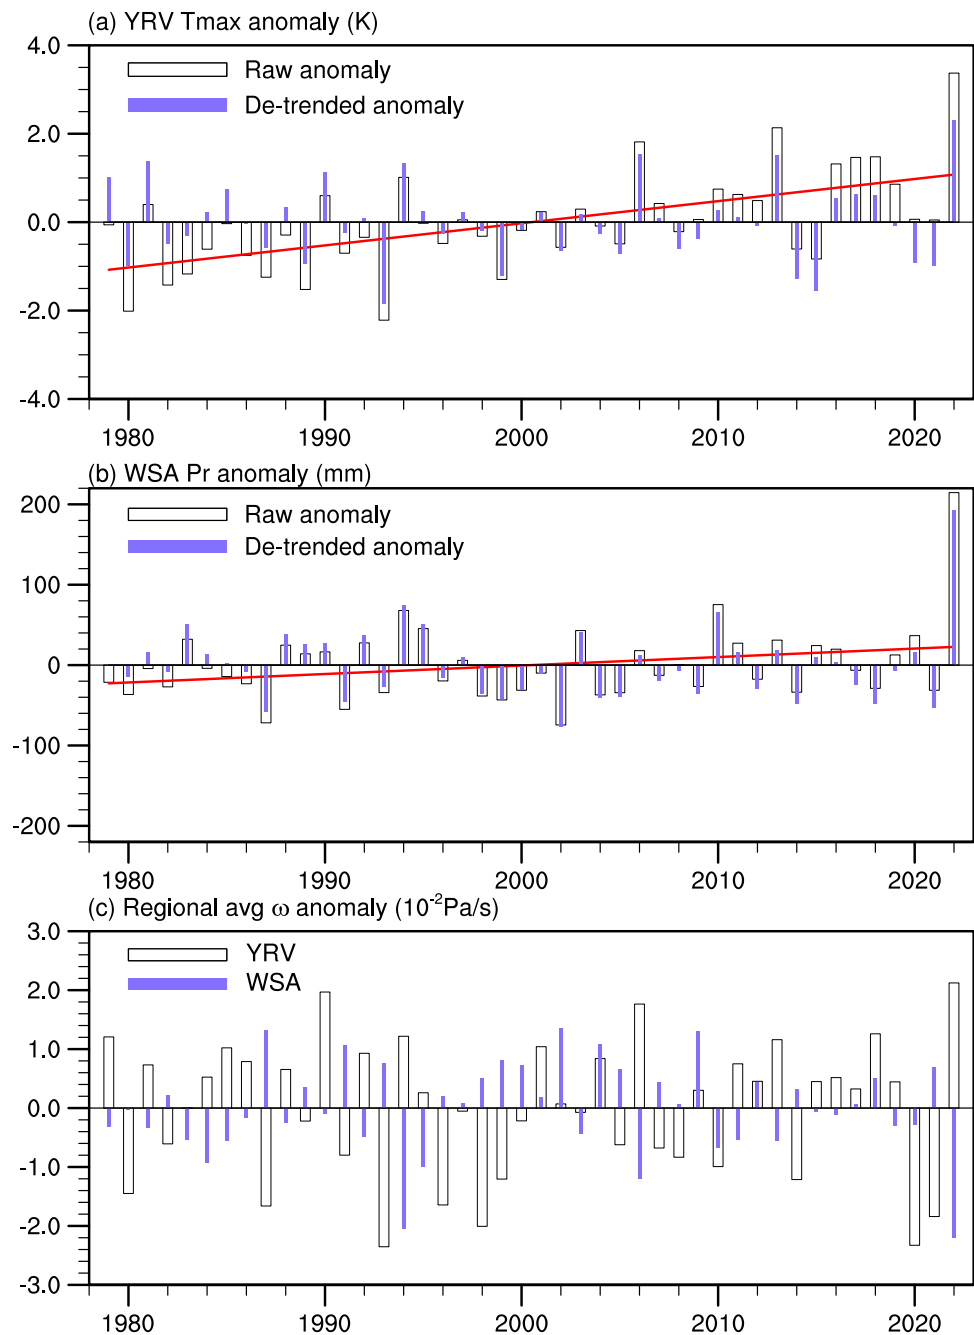 (a) YRV Tmax anomaly (K)
4.0
Raw anomaly
De-trended anomaly
2.0
0.0
-2.0
-4.0
1980 1990 2000 2010 2020
(b) WSA Pr anomaly (mm)
200
Raw anomaly
De-trended anomaly
100
0
-100
-200
1980 1990 2000 2010 2020
(c) Regional avg ω anomaly (10⁻²Pa/s)
3.0
YRV
WSA
2.0
1.0
0.0
-1.0
-2.0
-3.0
1980 1990 2000 2010 2020